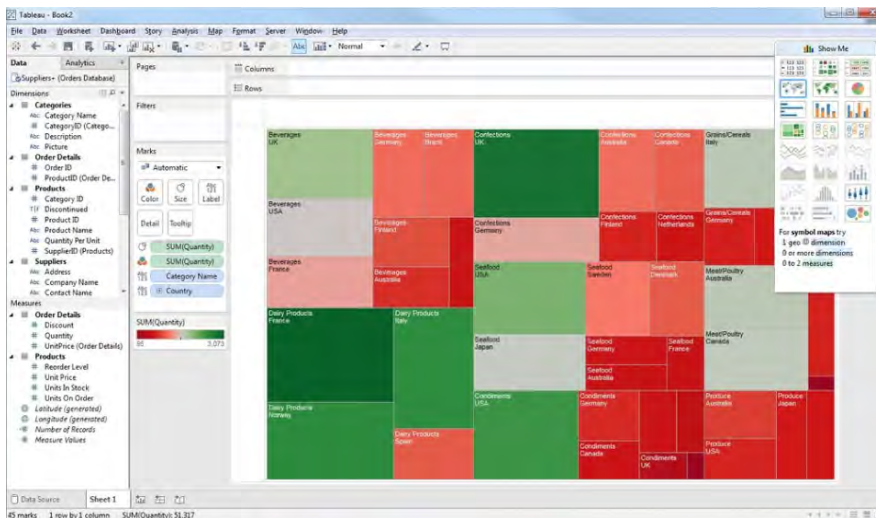 Tableau - Book2
File Data Worksheet Dashboard Story Analysis Map Format Server Window Help
Abc Normal
Data Analytics
Suppliers+ (Orders Database)
Dimensions
Categories
Abc Category Name
# CategoryID (Catego...
Abc Description
Abc Picture
Order Details
# Order ID
# ProductID (Order De...
Products
# Category ID
T|F Discontinued
# Product ID
Abc Product Name
Abc Quantity Per Unit
# SupplierID (Products)
Suppliers
Abc Address
Abc Company Name
Abc Contact Name
Measures
Order Details
# Discount
# Quantity
# UnitPrice (Order Details)
Products
# Reorder Level
# Unit Price
# Units In Stock
# Units On Order
Latitude (generated)
Longitude (generated)
Number of Records
# Measure Values
Pages
Filters
Marks
Automatic
Color Size Label
Detail Tooltip
SUM(Quantity)
SUM(Quantity)
Category Name
Country
SUM(Quantity)
3,073
Columns
Rows
Beverages
UK
Beverages
Germany
Beverages
Brazil
Confections
UK
Confections
Australia
Confections
Canada
Grains/Cereals
Italy
Beverages
USA
Beverages
Finland
Confections
Germany
Confections
Finland
Confections
Netherlands
Grains/Cereals
Germany
Beverages
France
Beverages
Australia
Seafood
USA
Seafood
Sweden
Seafood
Denmark
Meat/Poultry
Australia
Dairy Products
France
Dairy Products
Italy
Seafood
Japan
Seafood
Germany
Seafood
France
Meat/Poultry
Canada
Seafood
Australia
Dairy Products
Norway
Dairy Products
Spain
Condiments
USA
Condiments
Germany
Condiments
Canada
Condiments
UK
Produce
Australia
Produce
Japan
Produce
USA
Show Me
For symbol maps try
1 geo dimension
0 or more dimensions
0 to 2 measures
Data Source Sheet 1
45 marks 1 row by 1 column SUM(Quantity): 51,317